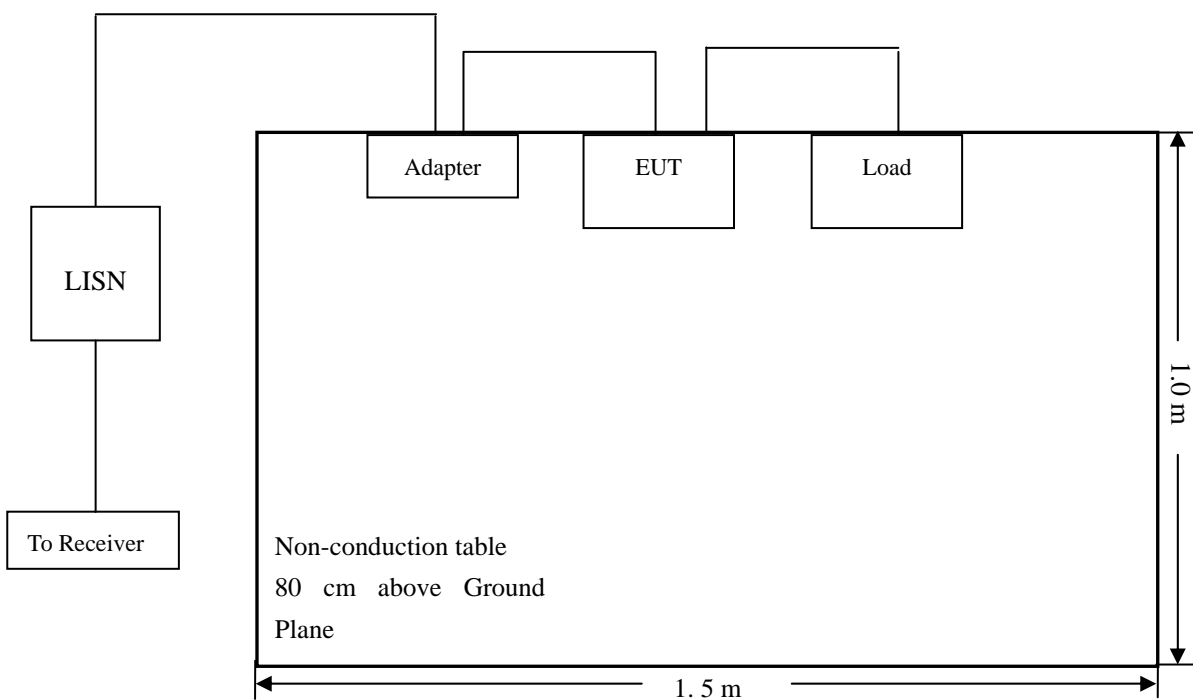 Adapter
EUT
Load
LISN
1.0 m
To Receiver
Non-conduction table
80 cm above Ground
Plane
1. 5 m